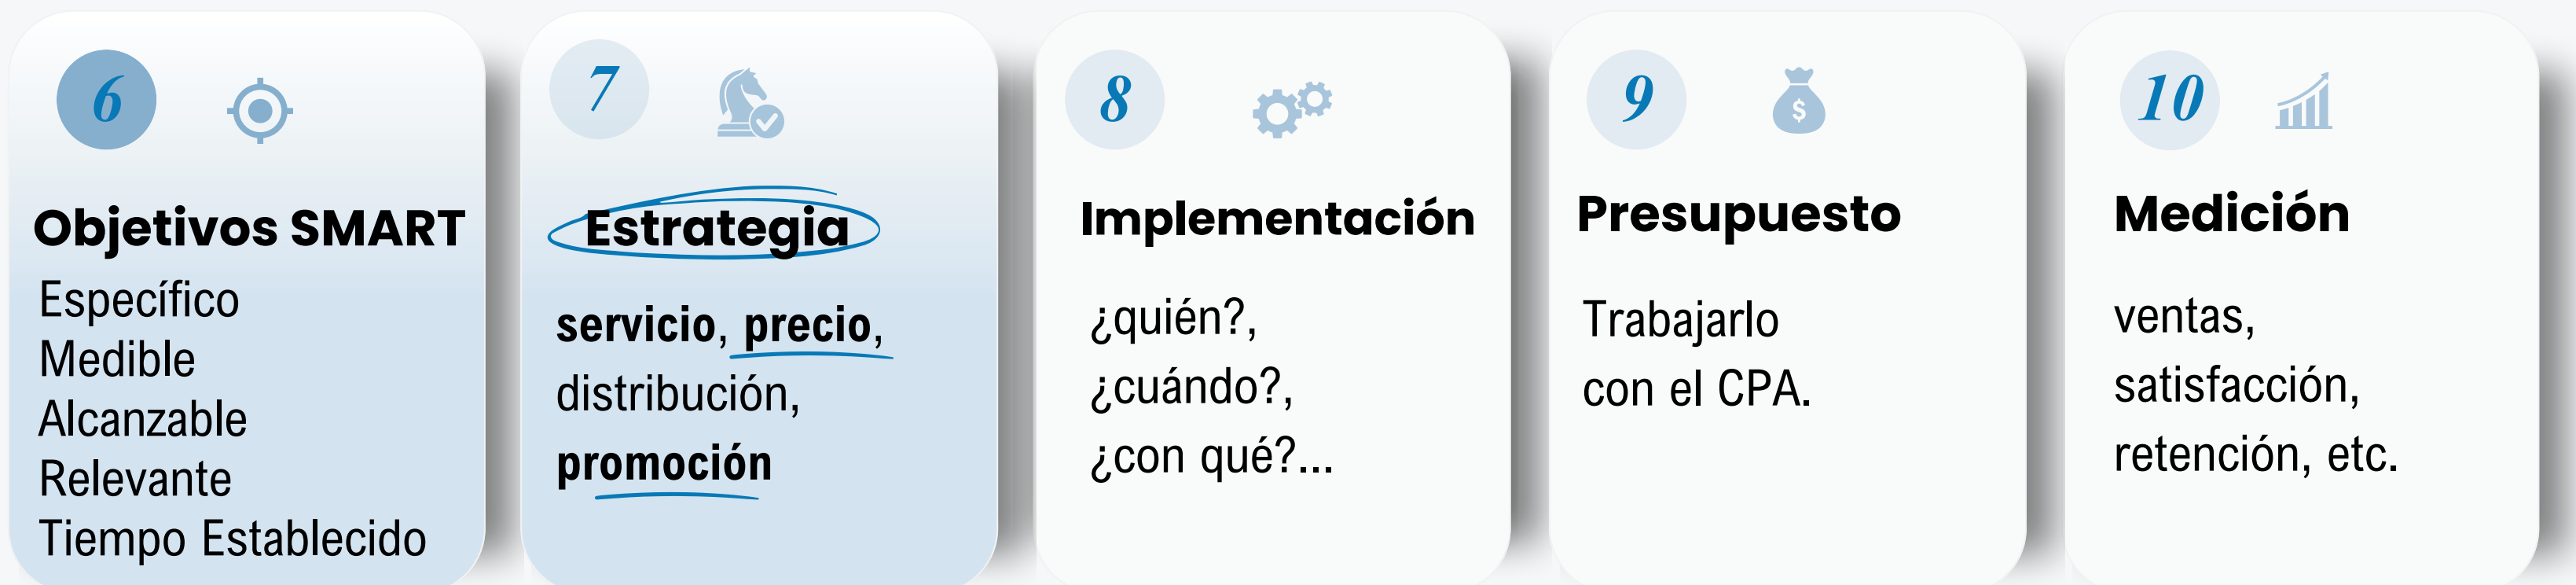 6
Objetivos SMART
Específico
Medible
Alcanzable
Relevante
Tiempo Establecido
7
Estrategia
servicio, precio,
distribución,
promoción
8
Implementación
¿quién?,
¿cuándo?,
¿con qué?...
9
$
Presupuesto
Trabajarlo
con el CPA.
10
Medición
ventas,
satisfacción,
retención, etc.